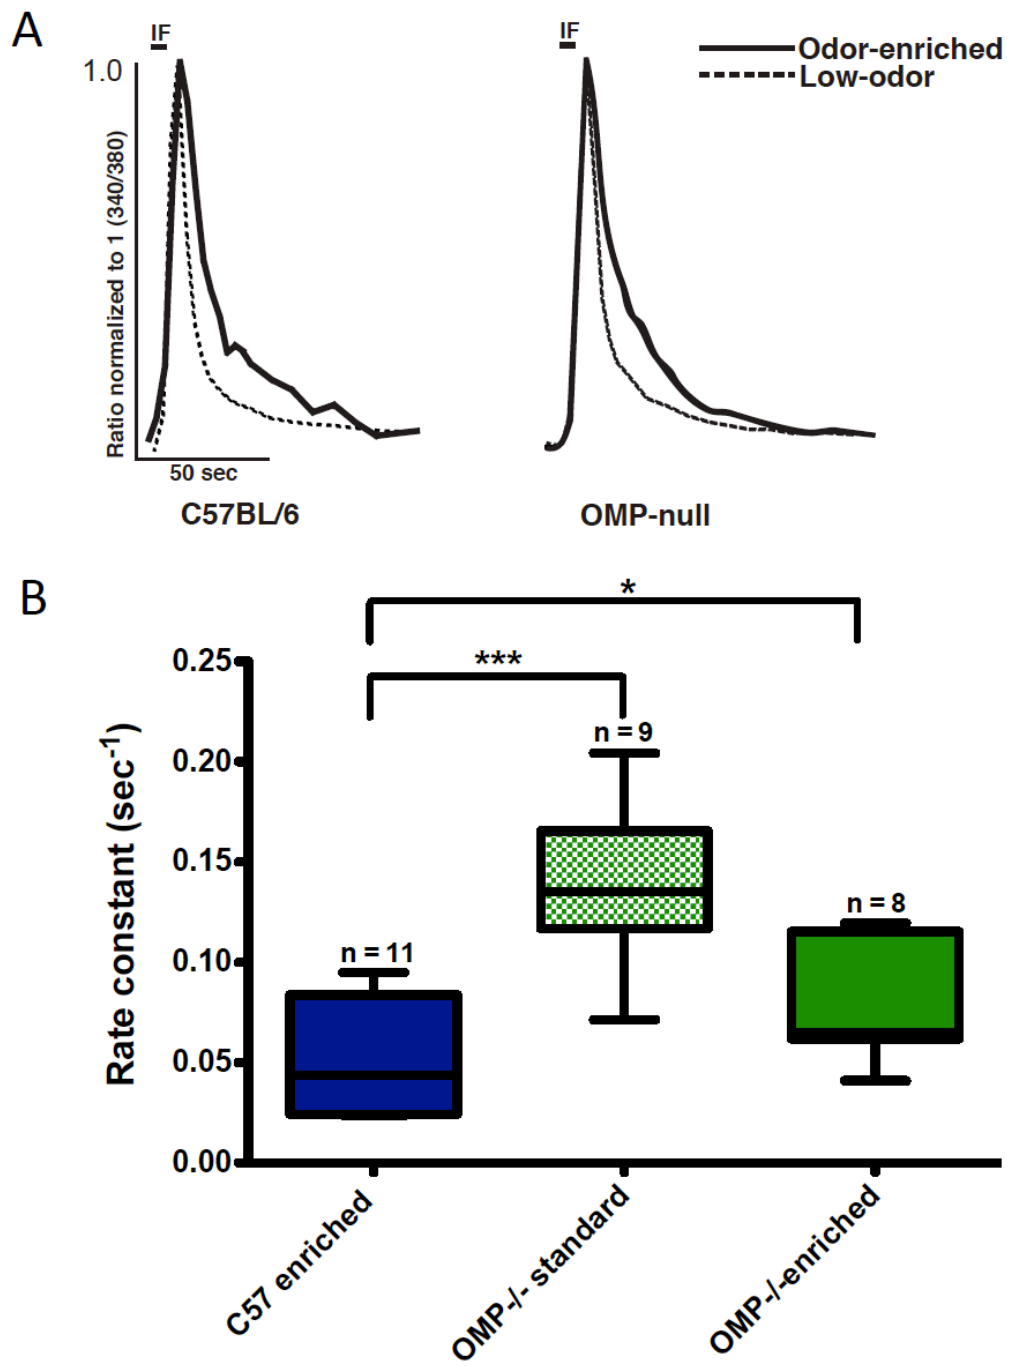 A
IF
IF
Odor-enriched
Low-odor
1.0
Ratio normalized to 1 (340/380)
50 sec
C57BL/6
OMP-null
B
*
***
0.25
0.20
0.15
0.10
0.05
0.00
Rate constant (sec⁻¹)
n = 11
n = 9
n = 8
C57 enriched
OMP-/- standard
OMP-/-enriched